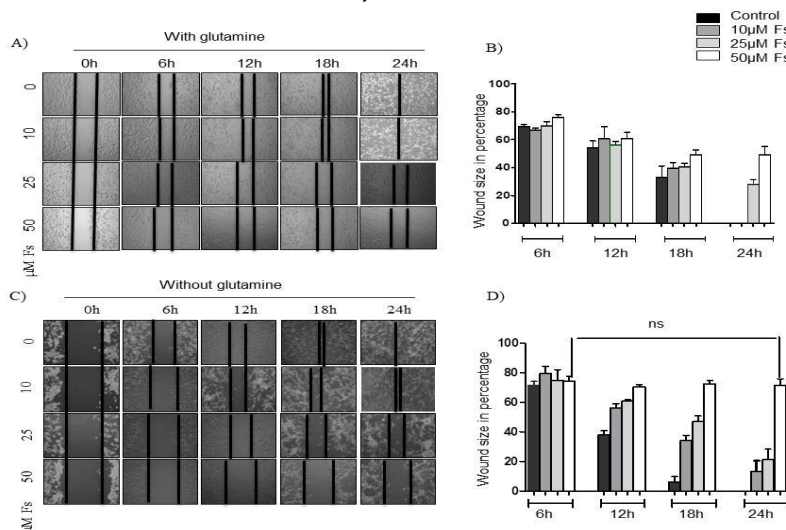 A)
With glutamine
0h 6h 12h 18h 24h
0
10
25
50
µM Fs
B)
Control
10µM Fs
25µM Fs
50µM Fs
Wound size in percentage
100
80
60
40
20
0
6h 12h 18h 24h
C)
Without glutamine
0h 6h 12h 18h 24h
0
10
25
50
µM Fs
D)
ns
Wound size in percentage
100
80
60
40
20
0
6h 12h 18h 24h